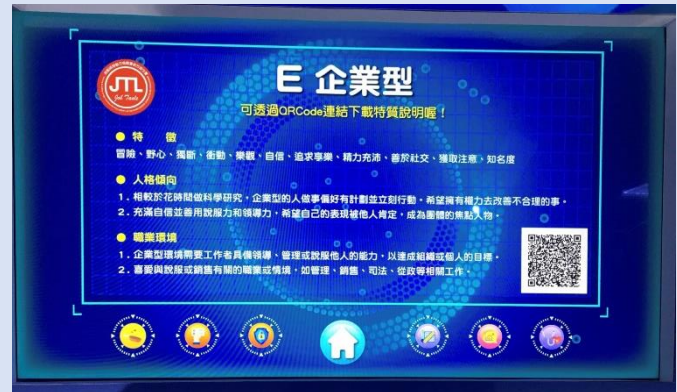 JTL
Job Tools
E 企業型
可透過QRCode連結下載特質說明喔！
● 特 徵
冒險、野心、獨斷、衝動、樂觀、自信、追求享樂、精力充沛、善於社交、獲取注意、知名度
● 人格傾向
1. 相較於花時間做科學研究，企業型的人做事偏好有計劃並立刻行動。希望擁有權力去改善不合理的事。
2. 充滿自信並善用說服力和領導力，希望自己的表現被他人肯定，成為團體的焦點人物。
● 職業環境
1. 企業型環境需要工作者具備領導、管理或說服他人的能力，以達成組織或個人的目標。
2. 喜愛與說服或銷售有關的職業或情境，如管理、銷售、司法、從政等相關工作。